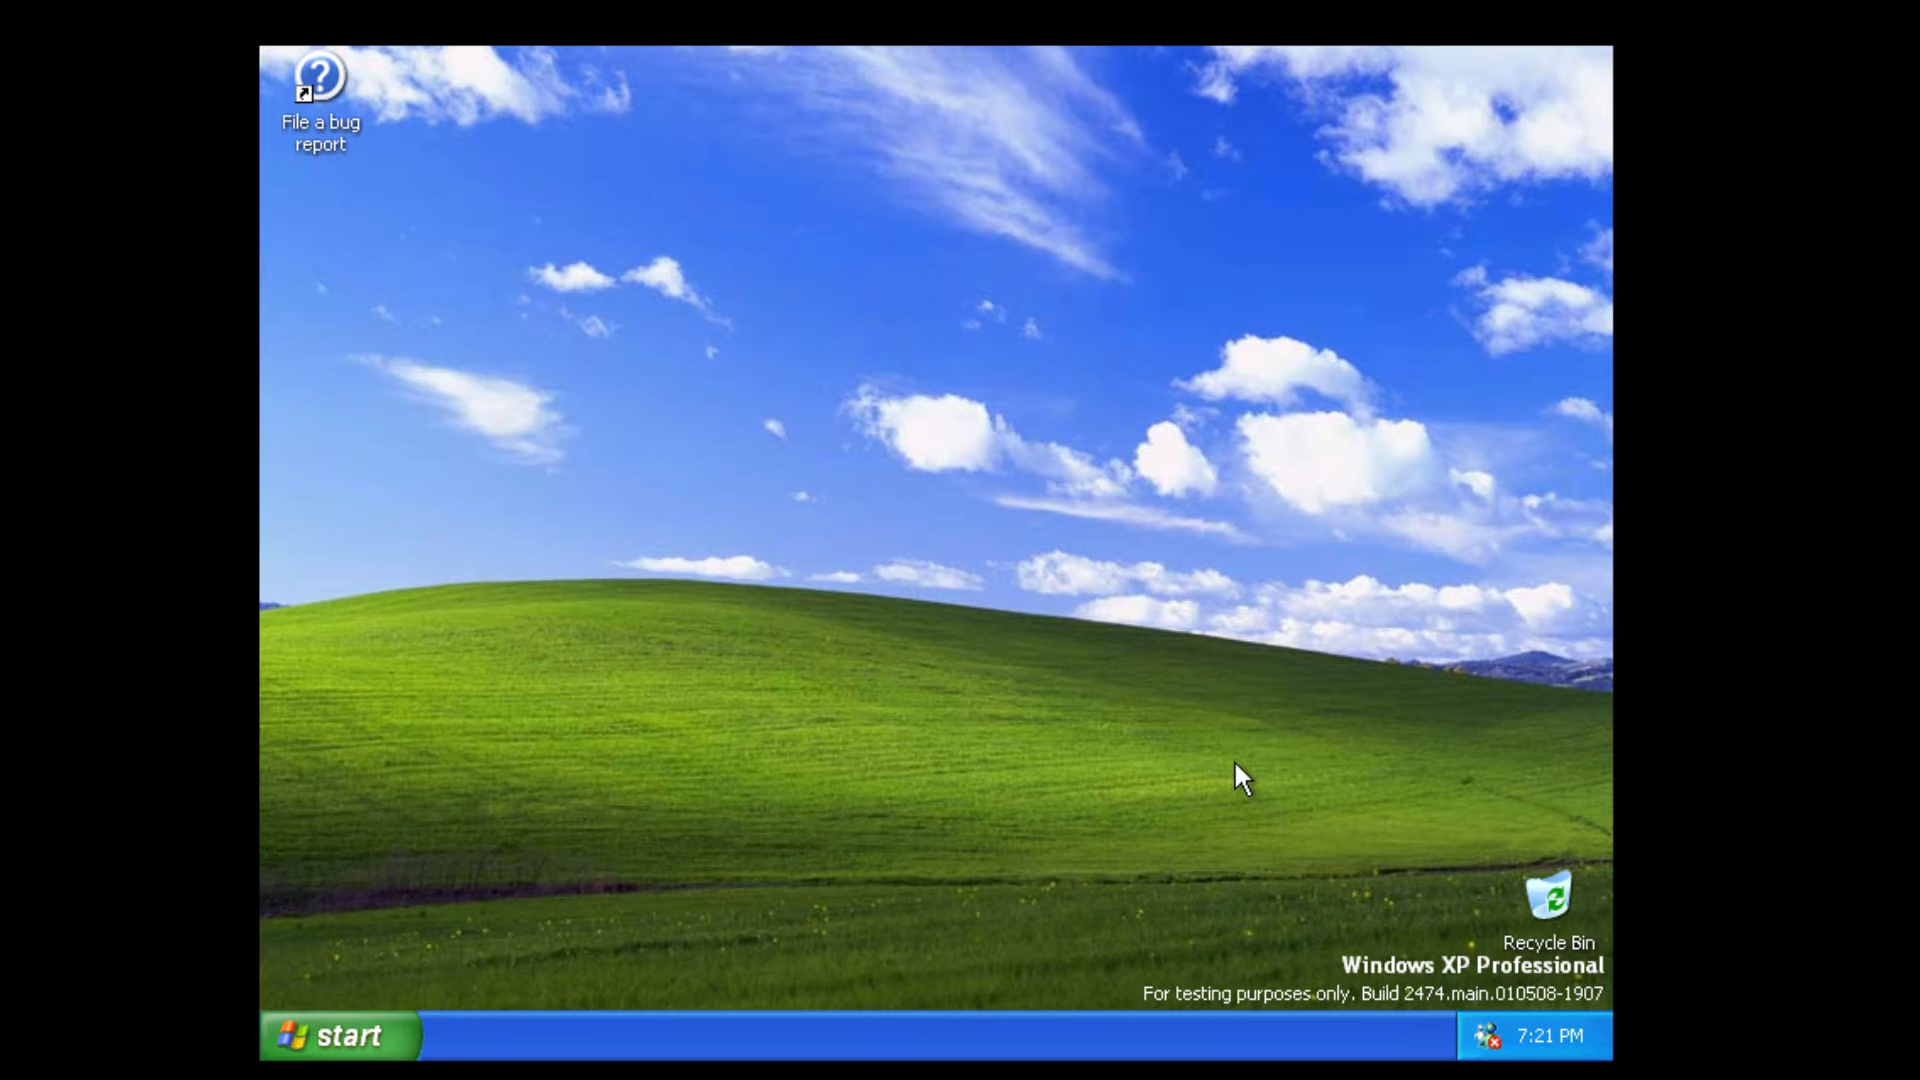 File a bug
report
Recycle Bin
Windows XP Professional
For testing purposes only. Build 2474.main.010508-1907
start
7:21 PM